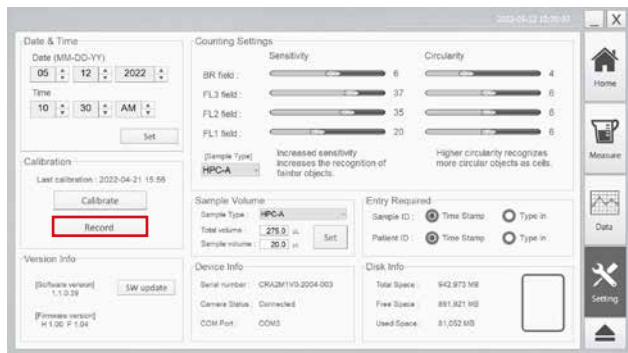 2022-05-12 10:30:37
_ X
Date & Time
Date (MM-DD-YY)
05 12 2022
Time
10 30 AM
Set
Calibration
Last calibration : 2022-04-21 15:56
Calibrate
Record
Version Info
[Software version]
1.1.0.39
SW update
[Firmware version]
H 1.00 F 1.04
Counting Settings
Sensitivity Circularity
BR field : 6 4
FL3 field : 37 6
FL2 field : 35 6
FL1 field : 20 6
[Sample Type]
HPC-A
Increased sensitivity
increases the recognition of
fainter objects.
Higher circularity recognizes
more circular objects as cells.
Sample Volume
Sample Type : HPC-A
Total volume : 275.0 uL
Sample volume : 20.0 ul
Set
Entry Required
Sample ID : Time Stamp Type in
Patient ID : Time Stamp Type in
Device Info
Serial number : CRA2M1V0-2004-003
Camera Status : Connected
COM Port : COM3
Disk Info
Total Space : 942,973 MB
Free Space : 861,921 MB
Used Space : 81,052 MB
Home
Measure
Data
Setting